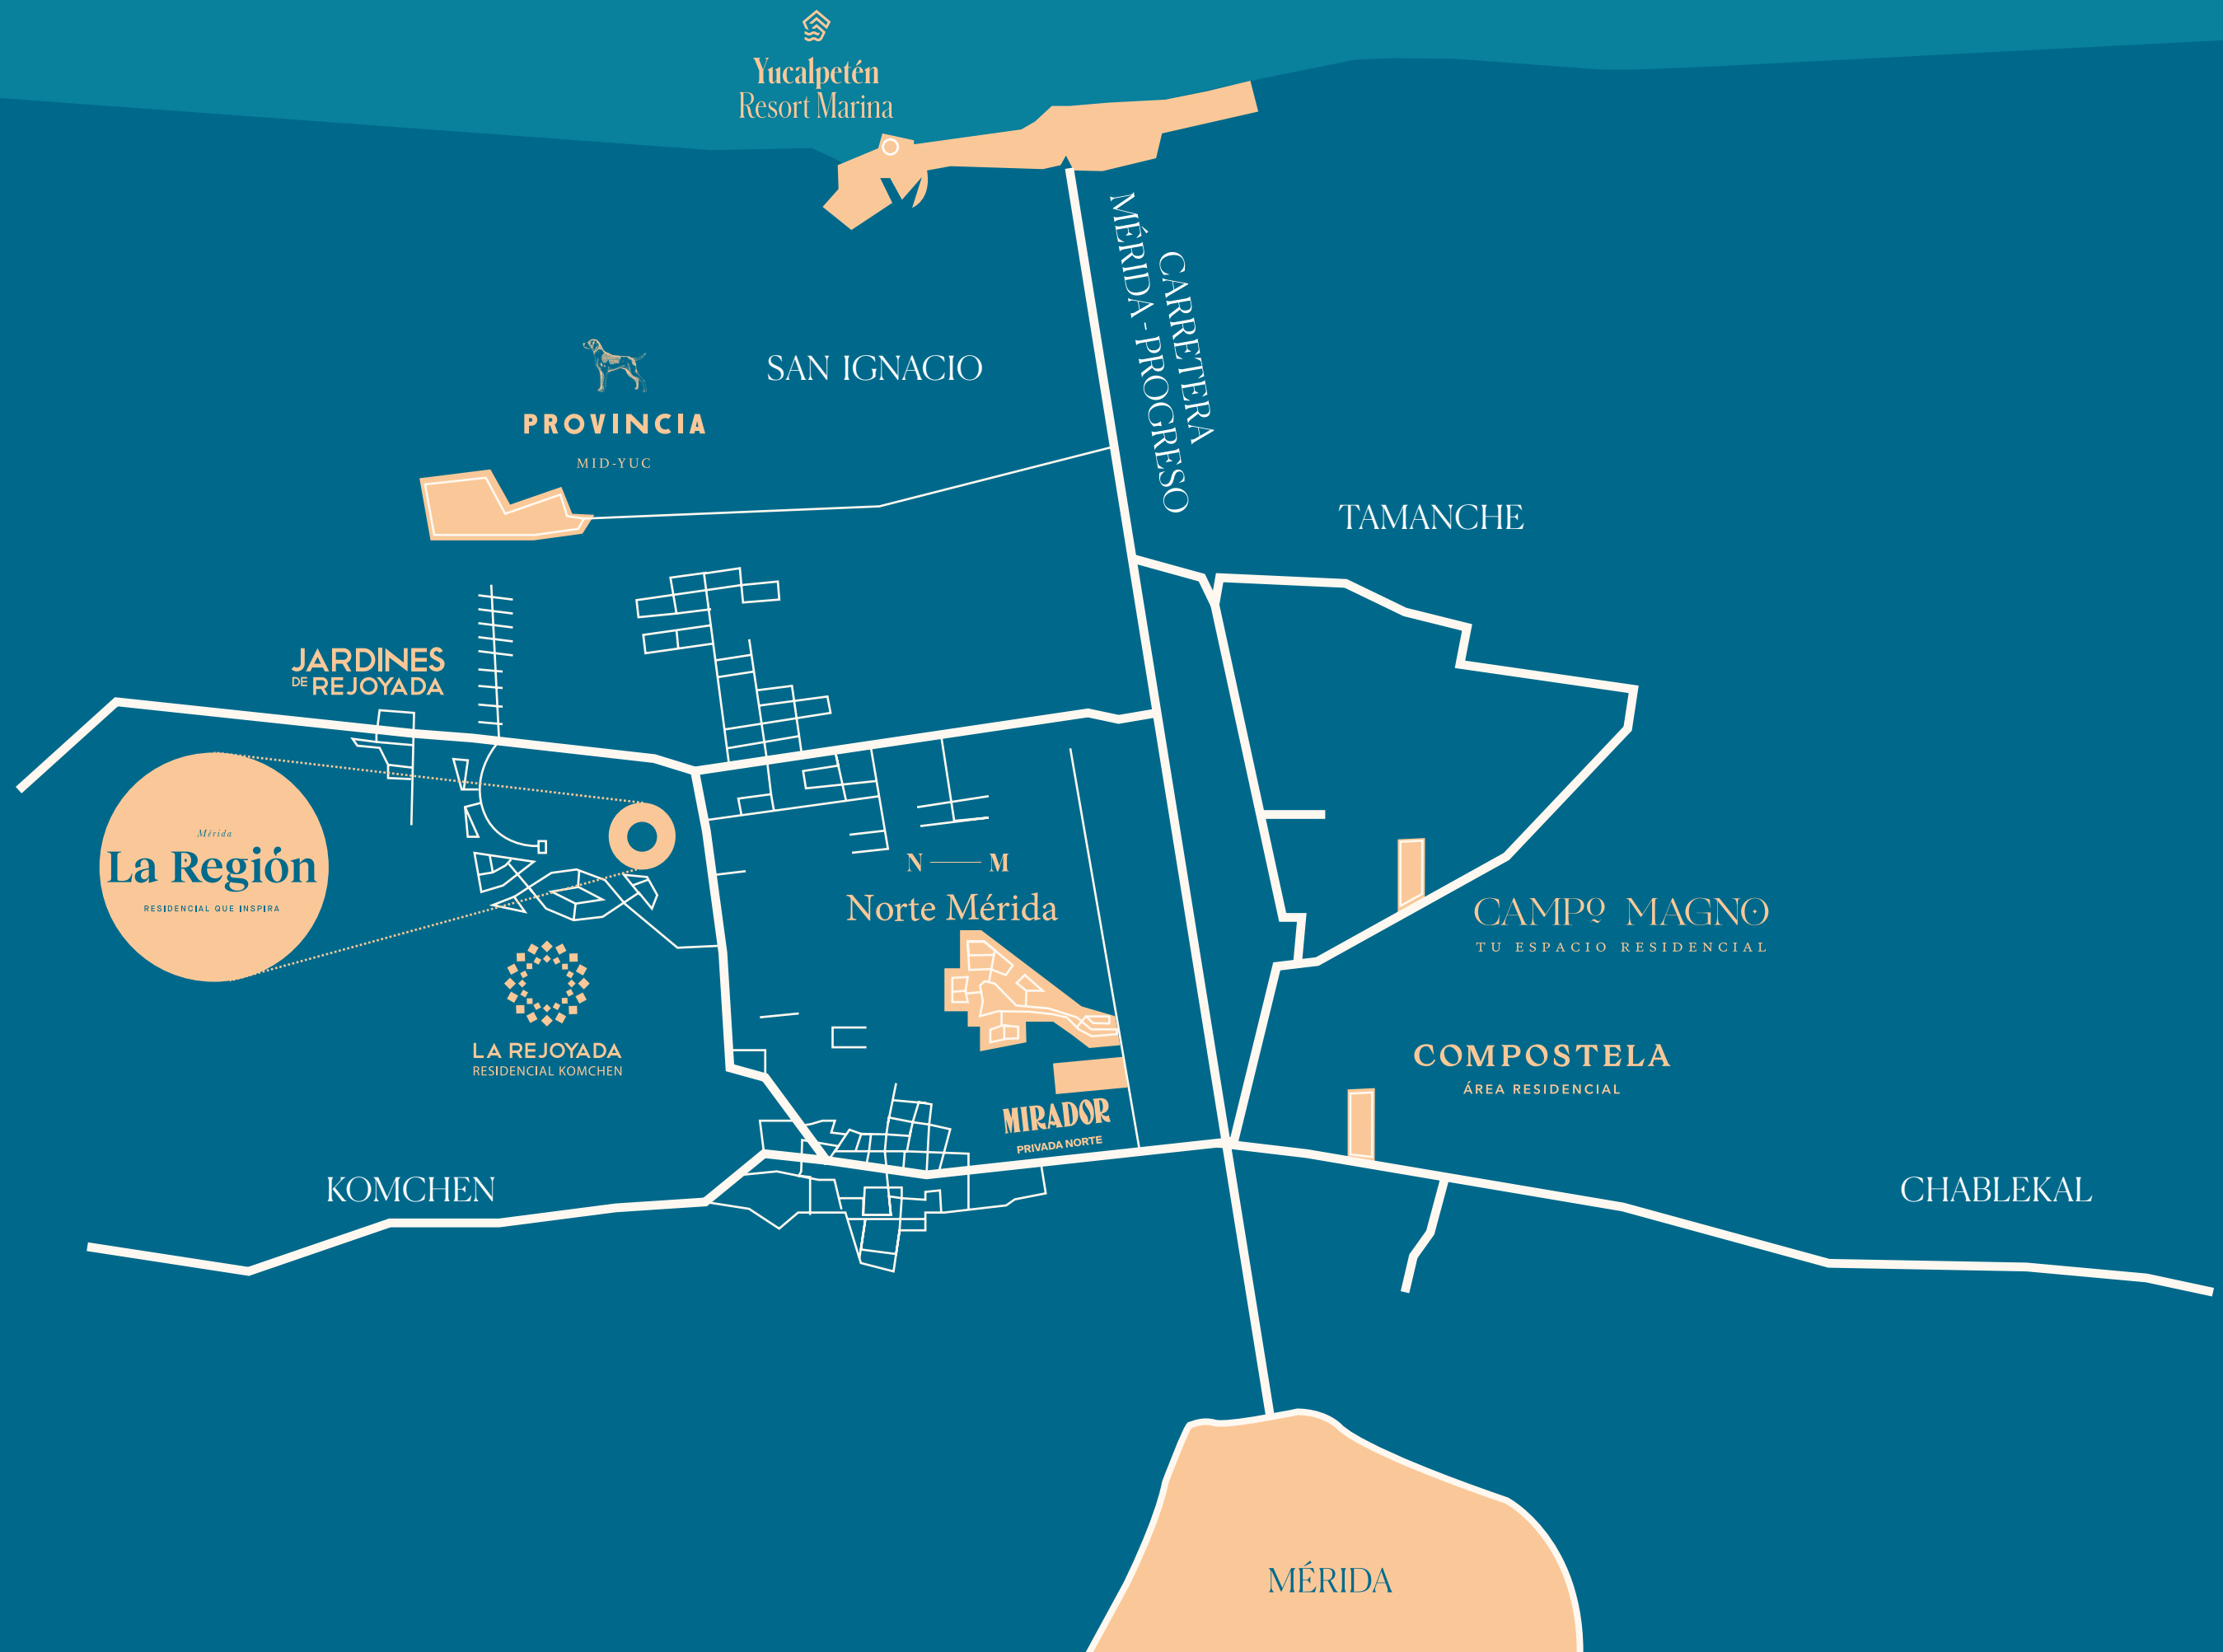 Yucalpetén
Resort Marina
CARRETERA
MÉRIDA - PROGRESO
SAN IGNACIO
PROVINCIA
MID-YUC
TAMANCHE
JARDINES
DE REJOYADA
Mérida
La Región
RESIDENCIAL QUE INSPIRA
N — M
Norte Mérida
CAMPº MAGNO
TU ESPACIO RESIDENCIAL
LA REJOYADA
RESIDENCIAL KOMCHEN
COMPOSTELA
ÁREA RESIDENCIAL
MIRADOR
PRIVADA NORTE
KOMCHEN
CHABLEKAL
MÉRIDA